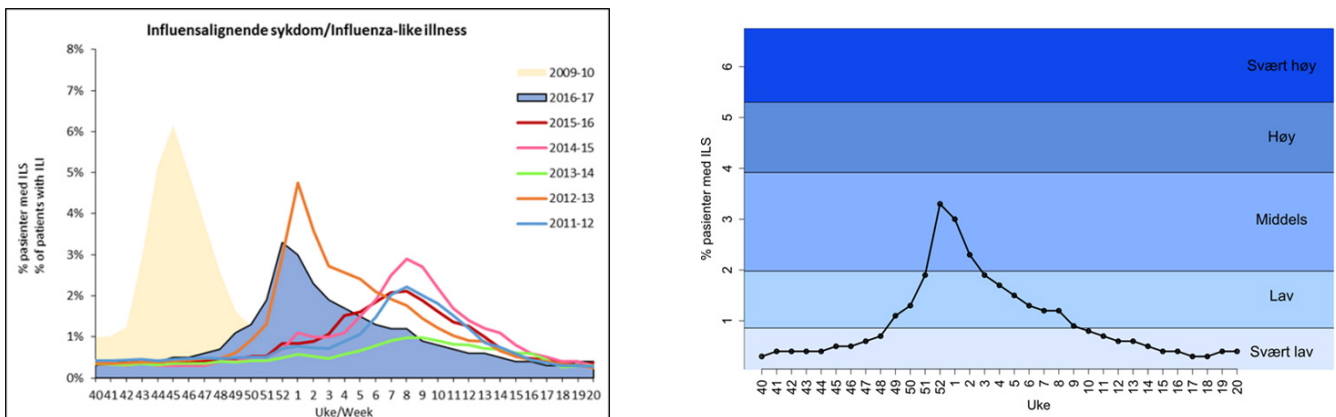 Influensalignende sykdom/Influenza-like illness
8%
7%
6%
5%
4%
3%
2%
1%
0%
% pasienter med ILS
% of patients with ILI
2009-10
2016-17
2015-16
2014-15
2013-14
2012-13
2011-12
40 41 42 43 44 45 46 47 48 49 50 51 52 1 2 3 4 5 6 7 8 9 10 11 12 13 14 15 16 17 18 19 20
Uke/Week
% pasienter med ILS
6
5
4
3
2
1
Svært høy
Høy
Middels
Lav
Svært lav
40 41 42 43 44 45 46 47 48 49 50 51 52 1 2 3 4 5 6 7 8 9 10 11 12 13 14 15 16 17 18 19 20
Uke